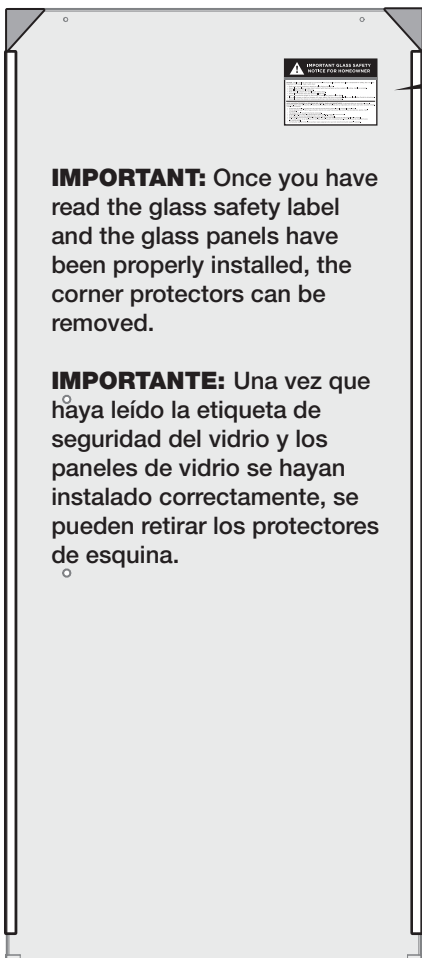 IMPORTANT GLASS SAFETY
NOTICE FOR HOMEOWNER
IMPORTANT: Once you have
read the glass safety label
and the glass panels have
been properly installed, the
corner protectors can be
removed.
IMPORTANTE: Una vez que
haya leído la etiqueta de
seguridad del vidrio y los
paneles de vidrio se hayan
instalado correctamente, se
pueden retirar los protectores
de esquina.